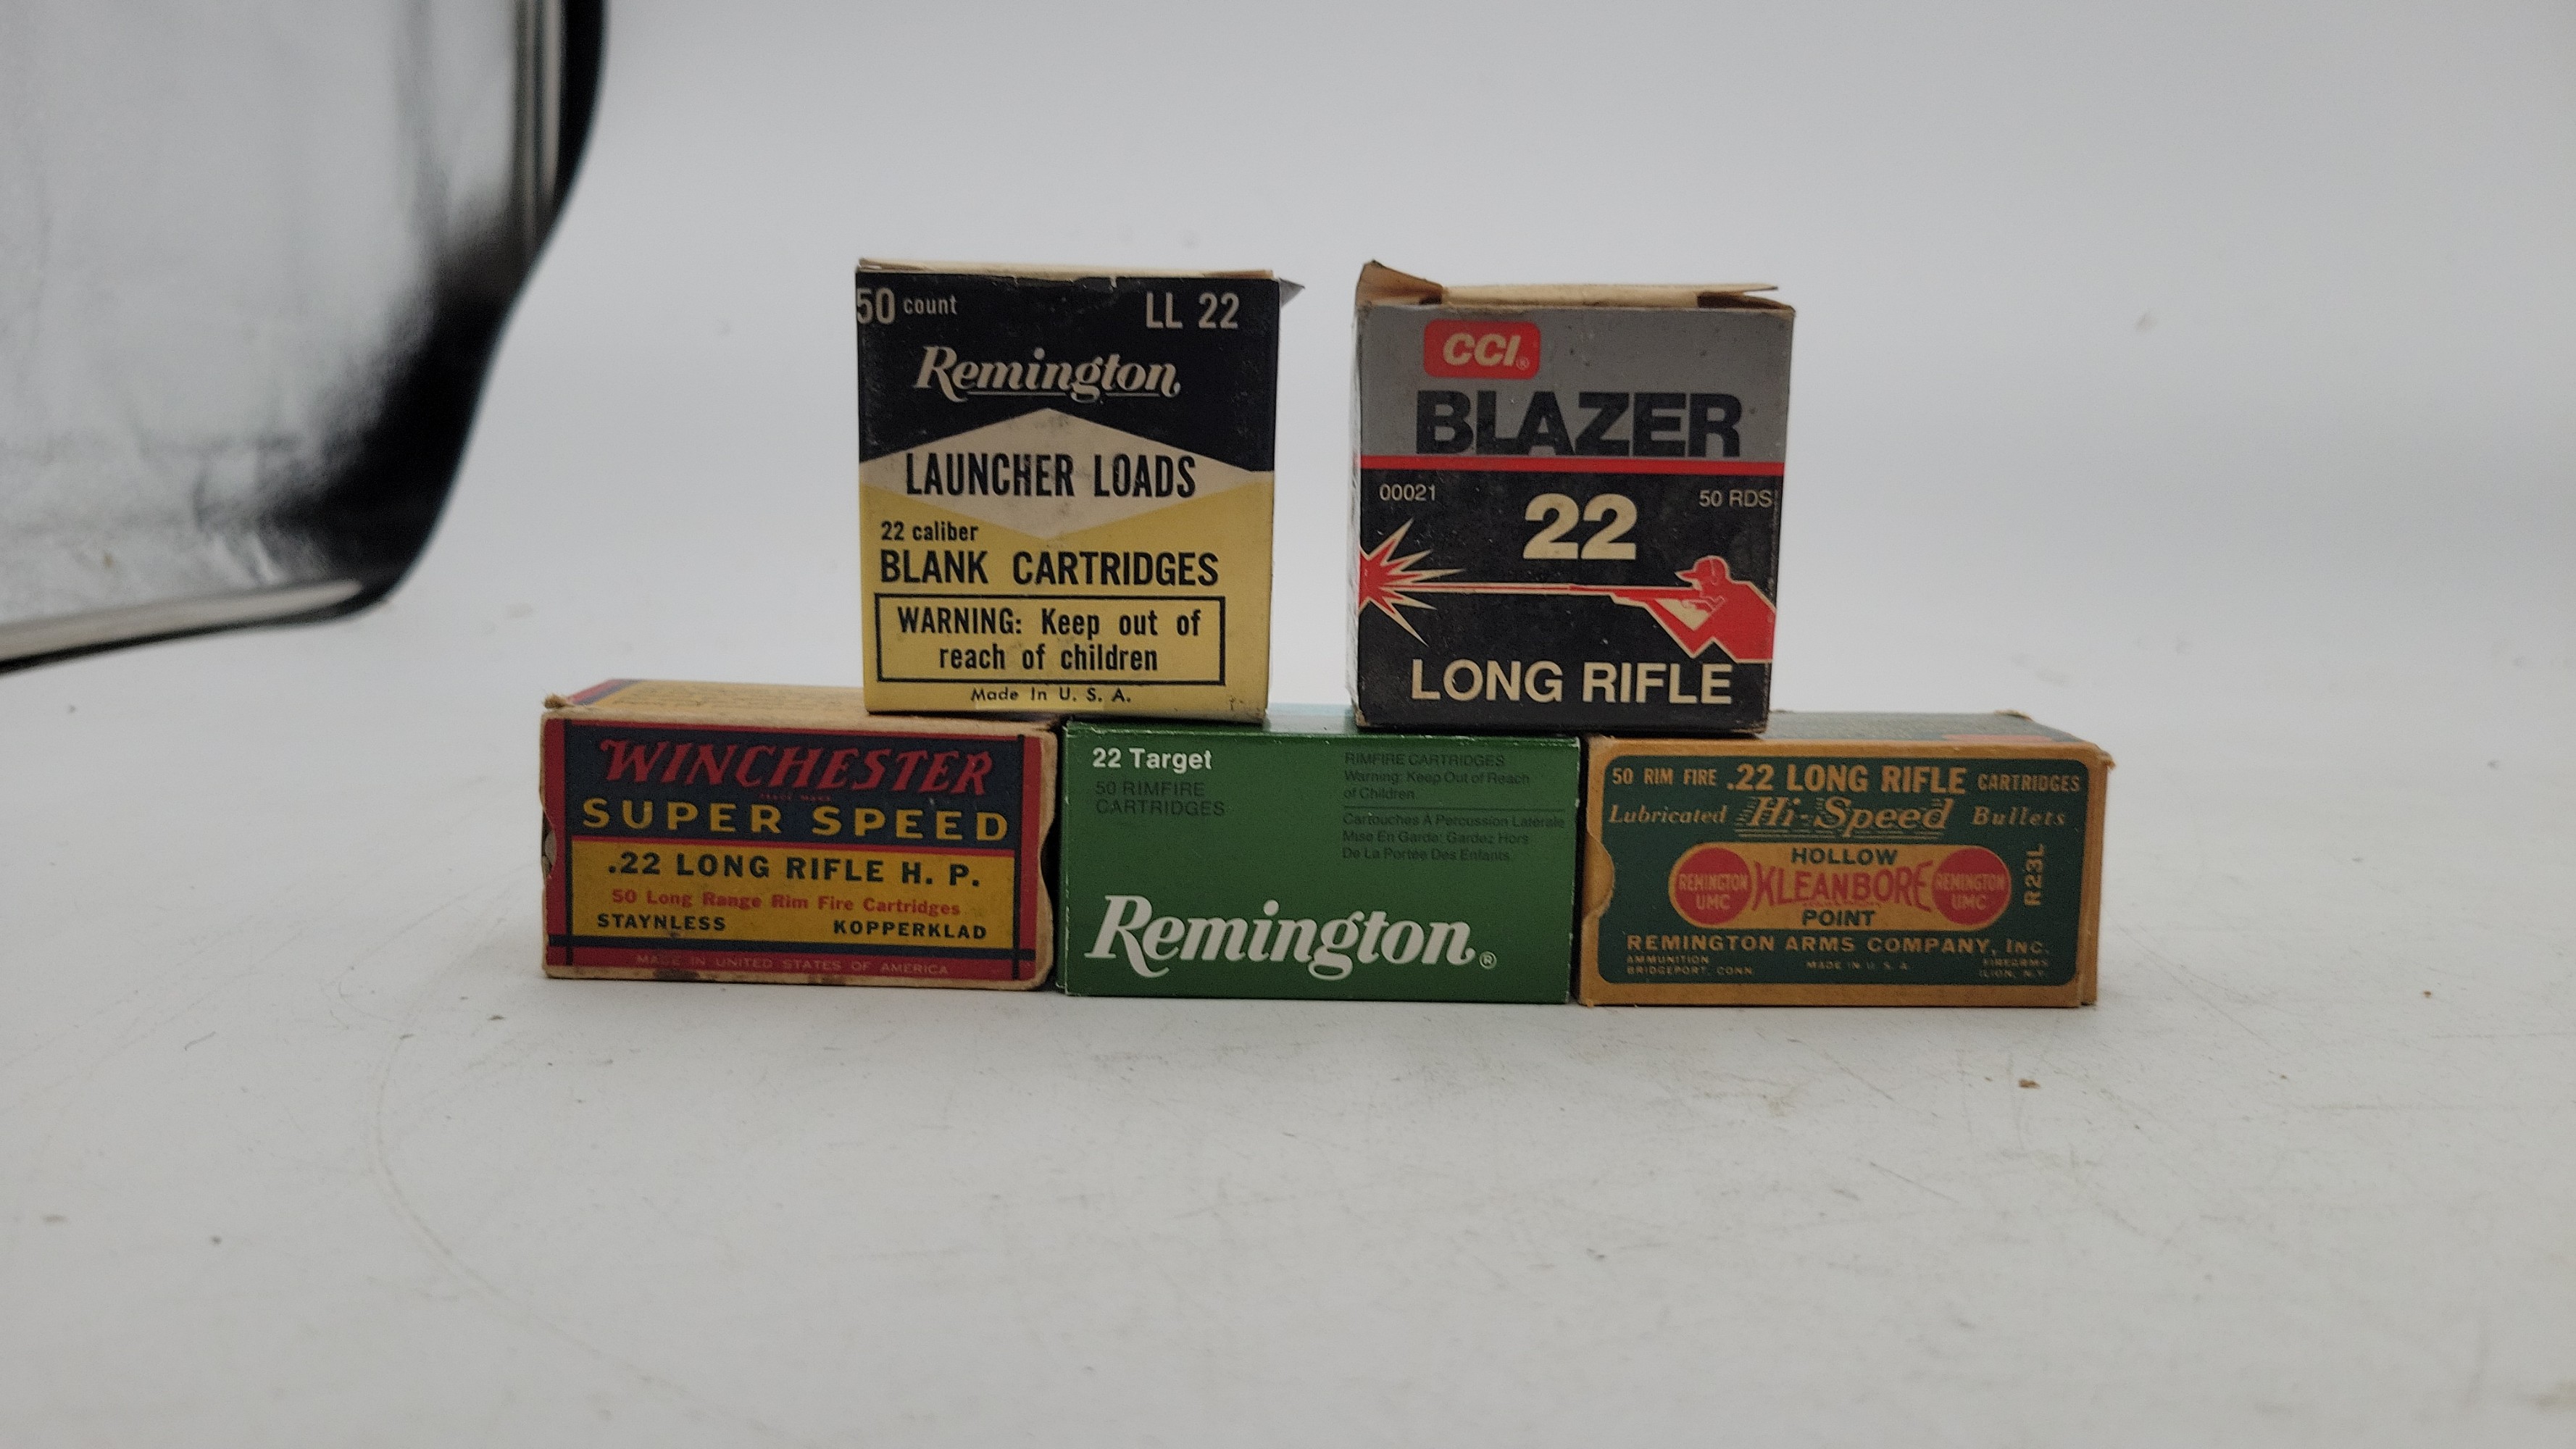 50 count LL 22
Remington
LAUNCHER LOADS
22 caliber
BLANK CARTRIDGES
WARNING: Keep out of
reach of children
Made In U. S. A.
CCI®
BLAZER
00021 50 RDS
22
LONG RIFLE
WINCHESTER
TRADE MARK
SUPER SPEED
.22 LONG RIFLE H. P.
50 Long Range Rim Fire Cartridges
STAYNLESS KOPPERKLAD
MADE IN UNITED STATES OF AMERICA
22 Target
50 RIMFIRE
CARTRIDGES
RIMFIRE CARTRIDGES
Warning: Keep Out of Reach
of Children
Cartouches A Percussion Latérale
Mise En Garde: Gardez Hors
De La Portée Des Enfants
Remington®
50 RIM FIRE .22 LONG RIFLE CARTRIDGES
Lubricated Hi-Speed Bullets
HOLLOW
REMINGTON UMC KLEANBORE REMINGTON UMC
POINT
R23L
REMINGTON ARMS COMPANY, INC.
AMMUNITION
BRIDGEPORT, CONN.
MADE IN U. S. A.
FIREARMS
ILION, N.Y.